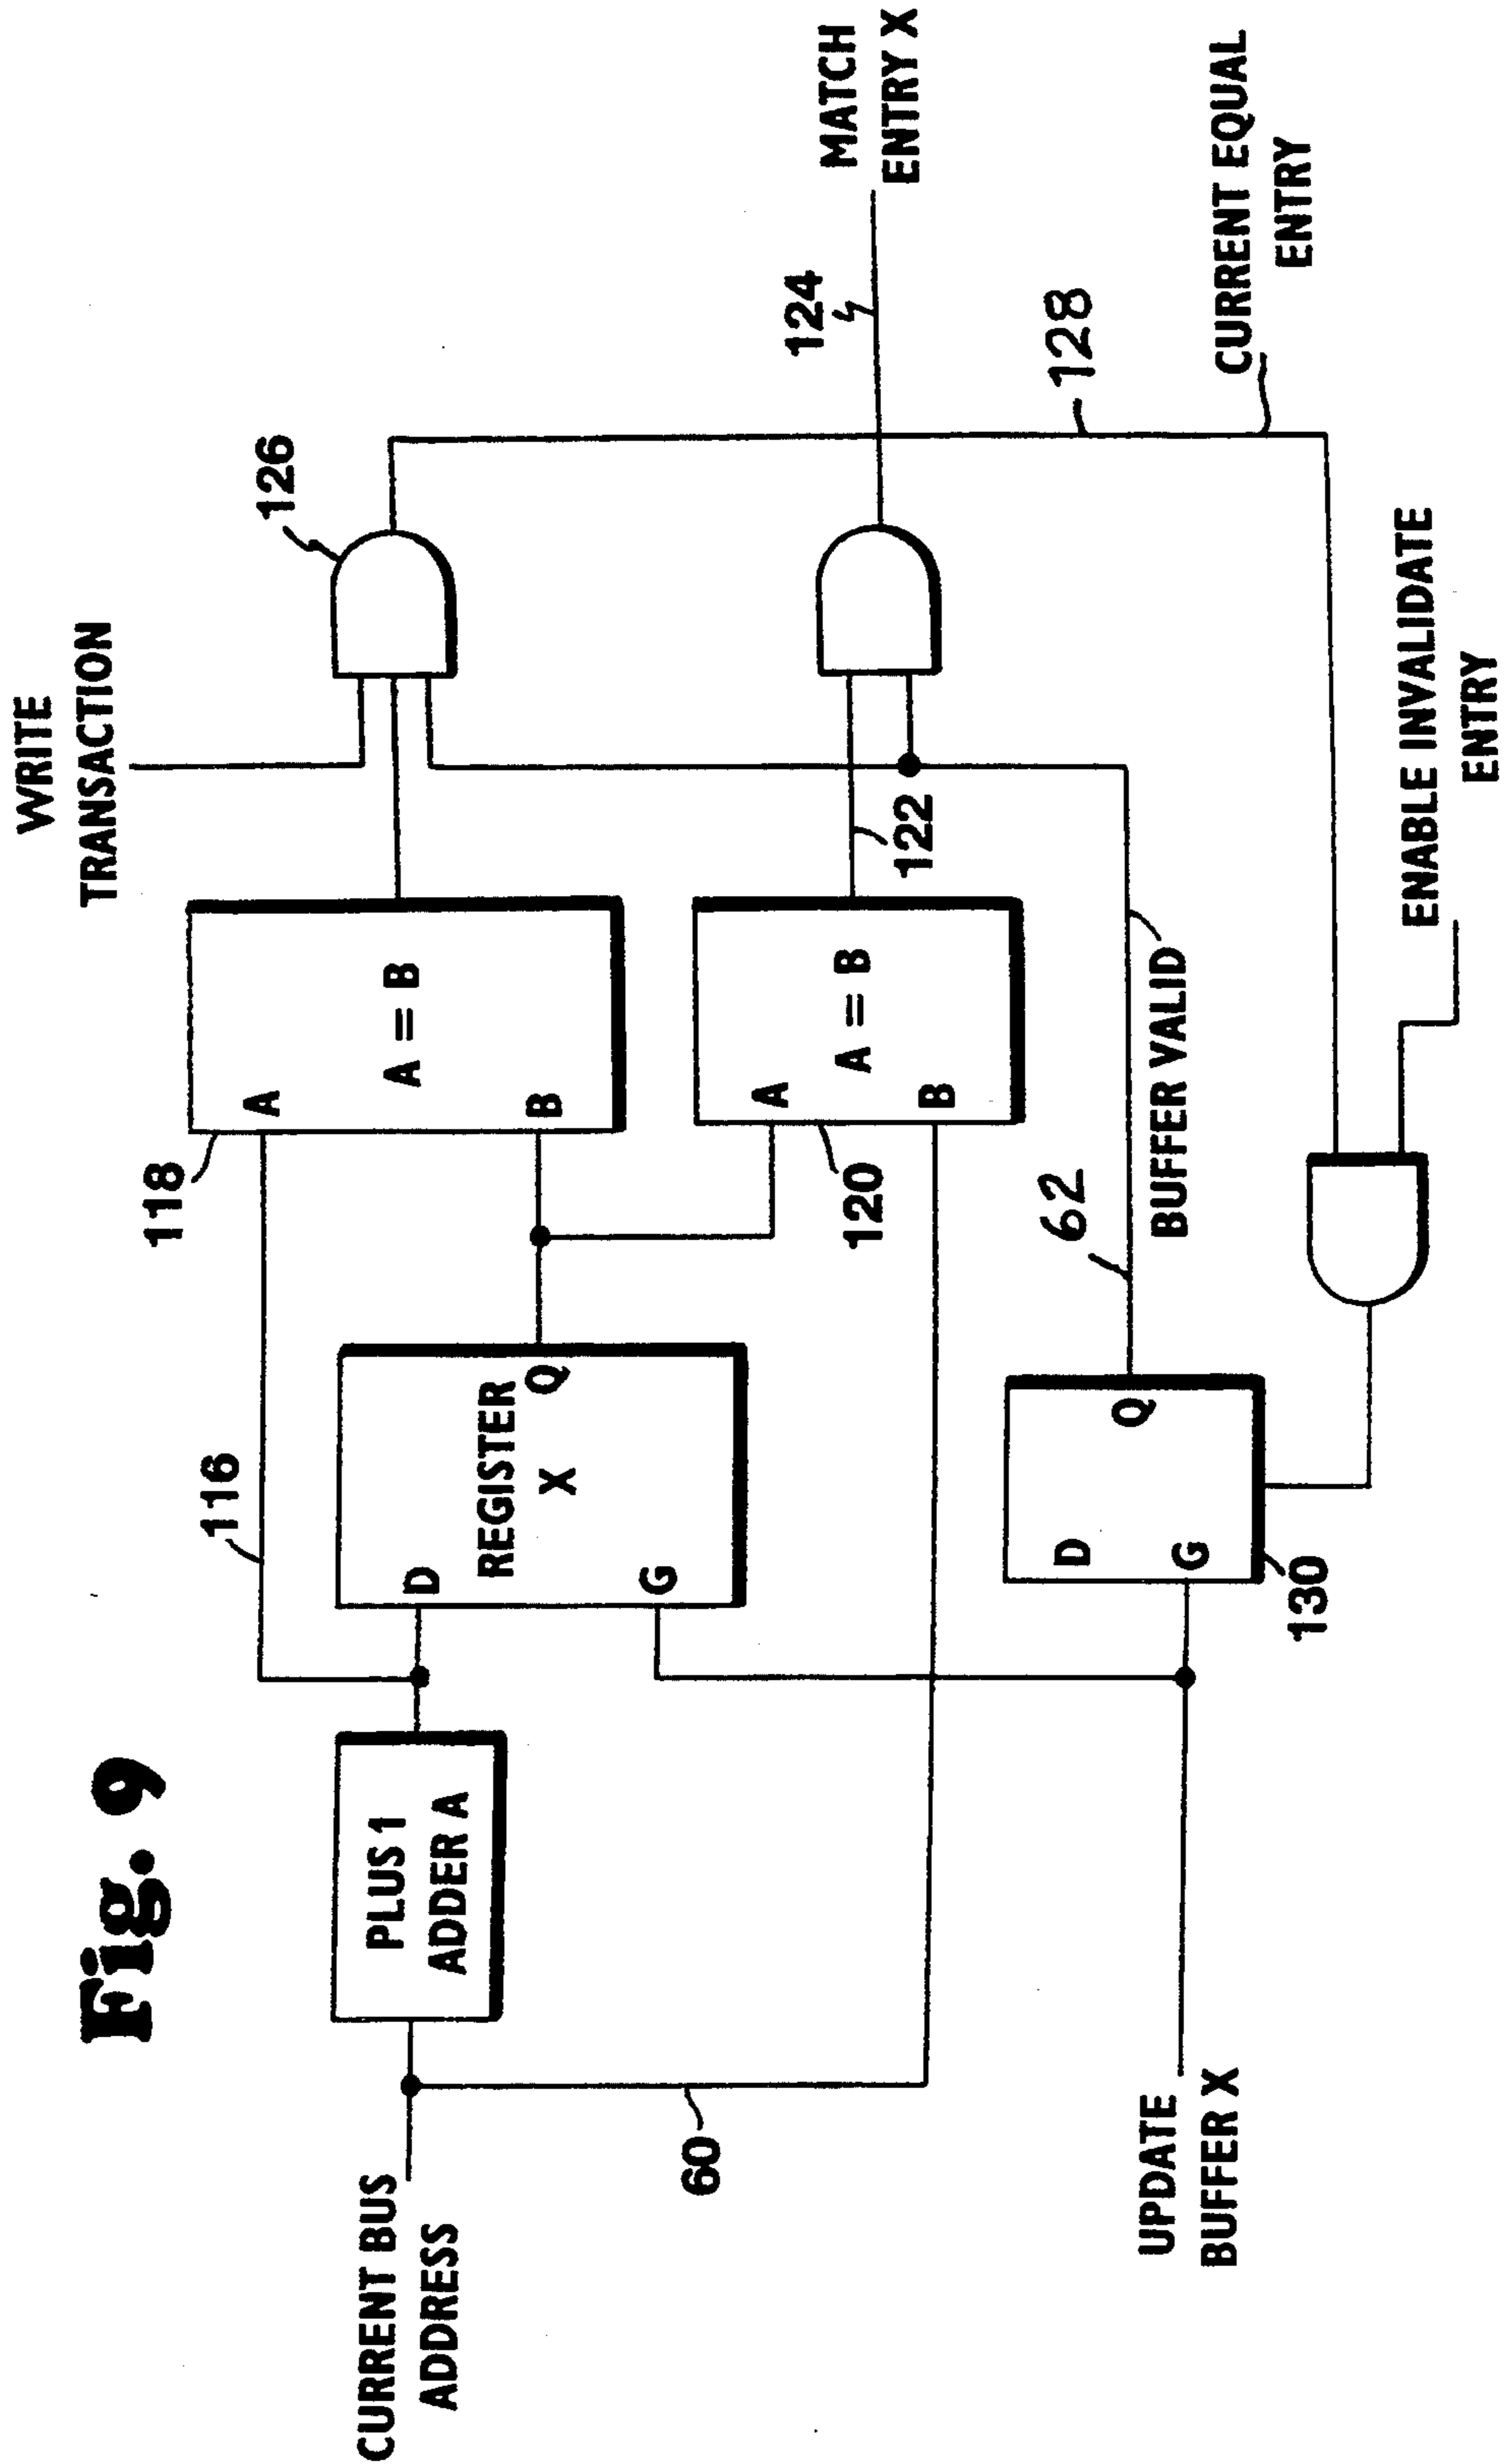 Fig. 9
WRITE
TRANSACTION
126
118
A
A = B
B
116
PLUS 1
ADDER A
D
REGISTER
X
Q
G
CURRENT BUS
ADDRESS
60
A
A = B
B
120
122
124
MATCH
ENTRY X
128
CURRENT EQUAL
ENTRY
62
BUFFER VALID
D
Q
G
130
UPDATE
BUFFER X
ENABLE INVALIDATE
ENTRY